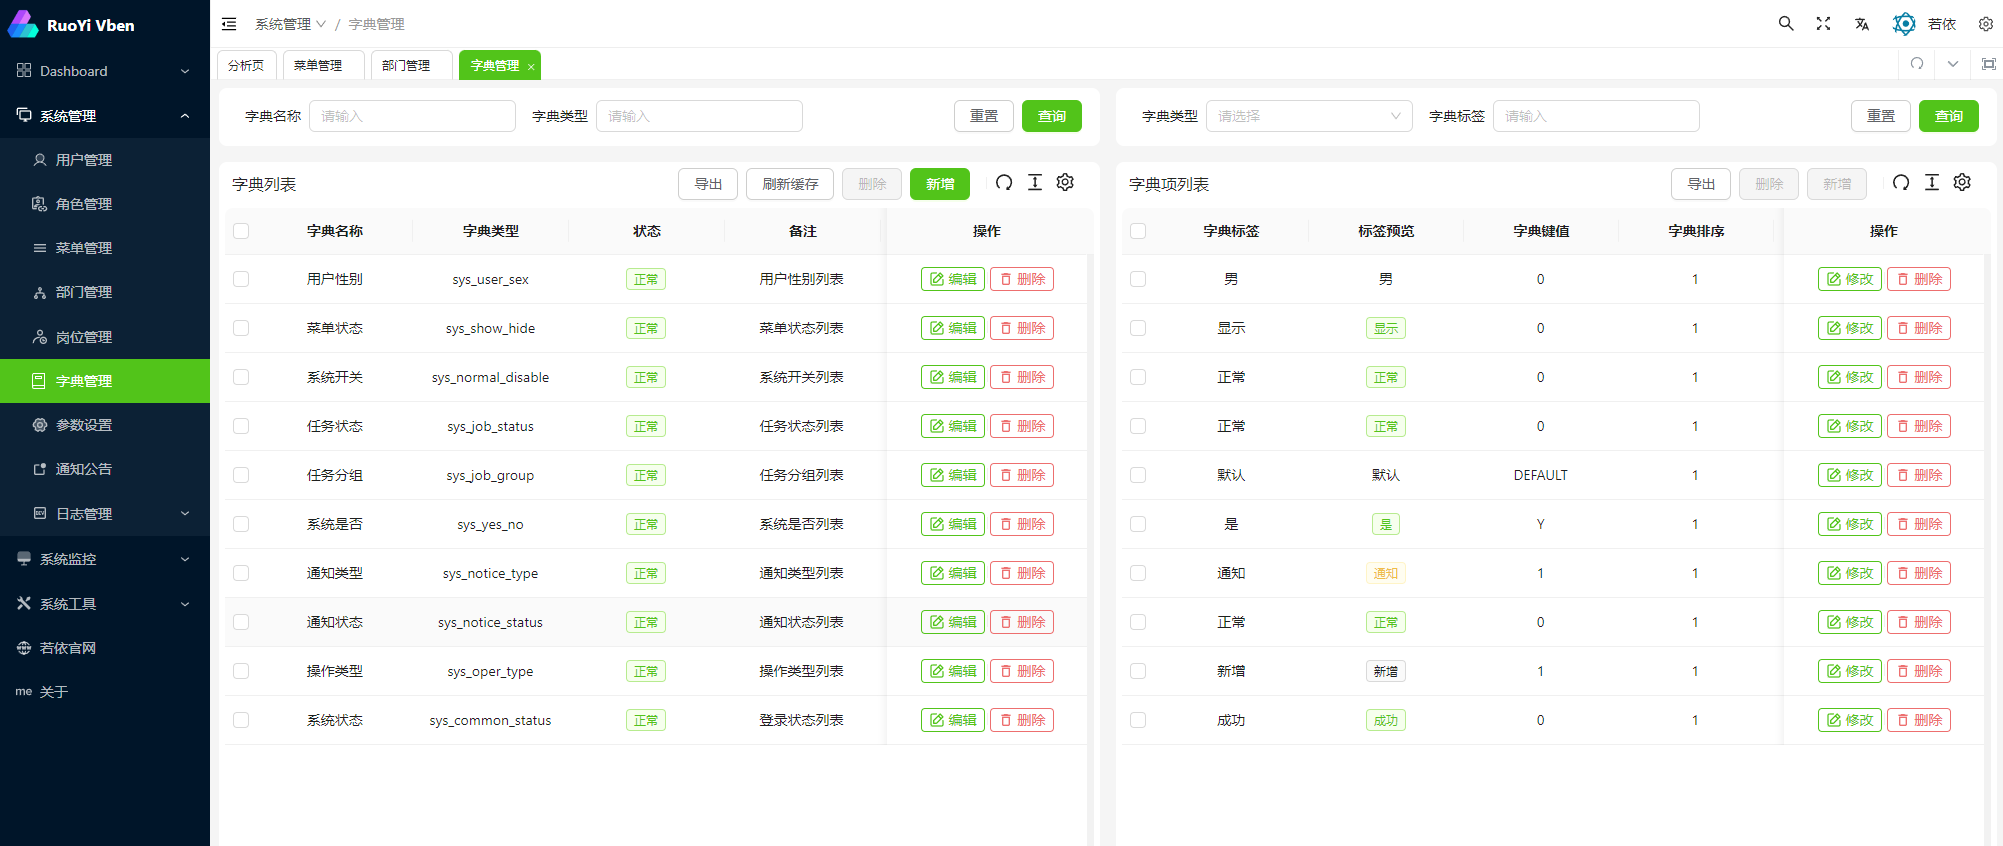 RuoYi Vben
Dashboard
系统管理
用户管理
角色管理
菜单管理
部门管理
岗位管理
字典管理
参数设置
通知公告
日志管理
系统监控
系统工具
若依官网
me 关于
系统管理 / 字典管理
若依
分析页 菜单管理 部门管理 字典管理 ×
字典名称 请输入 字典类型 请输入 重置 查询
字典列表 导出 刷新缓存 删除 新增
字典名称 字典类型 状态 备注 操作
用户性别 sys_user_sex 正常 用户性别列表 编辑 删除
菜单状态 sys_show_hide 正常 菜单状态列表 编辑 删除
系统开关 sys_normal_disable 正常 系统开关列表 编辑 删除
任务状态 sys_job_status 正常 任务状态列表 编辑 删除
任务分组 sys_job_group 正常 任务分组列表 编辑 删除
系统是否 sys_yes_no 正常 系统是否列表 编辑 删除
通知类型 sys_notice_type 正常 通知类型列表 编辑 删除
通知状态 sys_notice_status 正常 通知状态列表 编辑 删除
操作类型 sys_oper_type 正常 操作类型列表 编辑 删除
系统状态 sys_common_status 正常 登录状态列表 编辑 删除
字典类型 请选择 字典标签 请输入 重置 查询
字典项列表 导出 删除 新增
字典标签 标签预览 字典键值 字典排序 操作
男 男 0 1 修改 删除
显示 显示 0 1 修改 删除
正常 正常 0 1 修改 删除
正常 正常 0 1 修改 删除
默认 默认 DEFAULT 1 修改 删除
是 是 Y 1 修改 删除
通知 通知 1 1 修改 删除
正常 正常 0 1 修改 删除
新增 新增 1 1 修改 删除
成功 成功 0 1 修改 删除